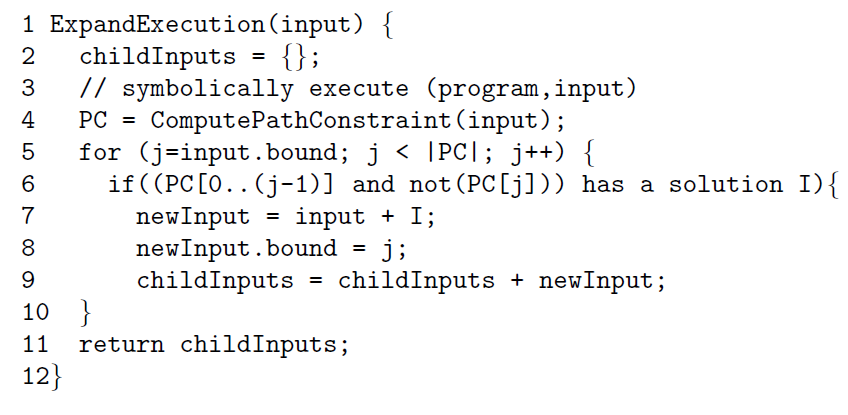 1 ExpandExecution(input) {
2   childInputs = {};
3   // symbolically execute (program,input)
4   PC = ComputePathConstraint(input);
5   for (j=input.bound; j < |PC|; j++) {
6     if((PC[0..(j-1)] and not(PC[j])) has a solution I){
7       newInput = input + I;
8       newInput.bound = j;
9       childInputs = childInputs + newInput;
10  }
11  return childInputs;
12}